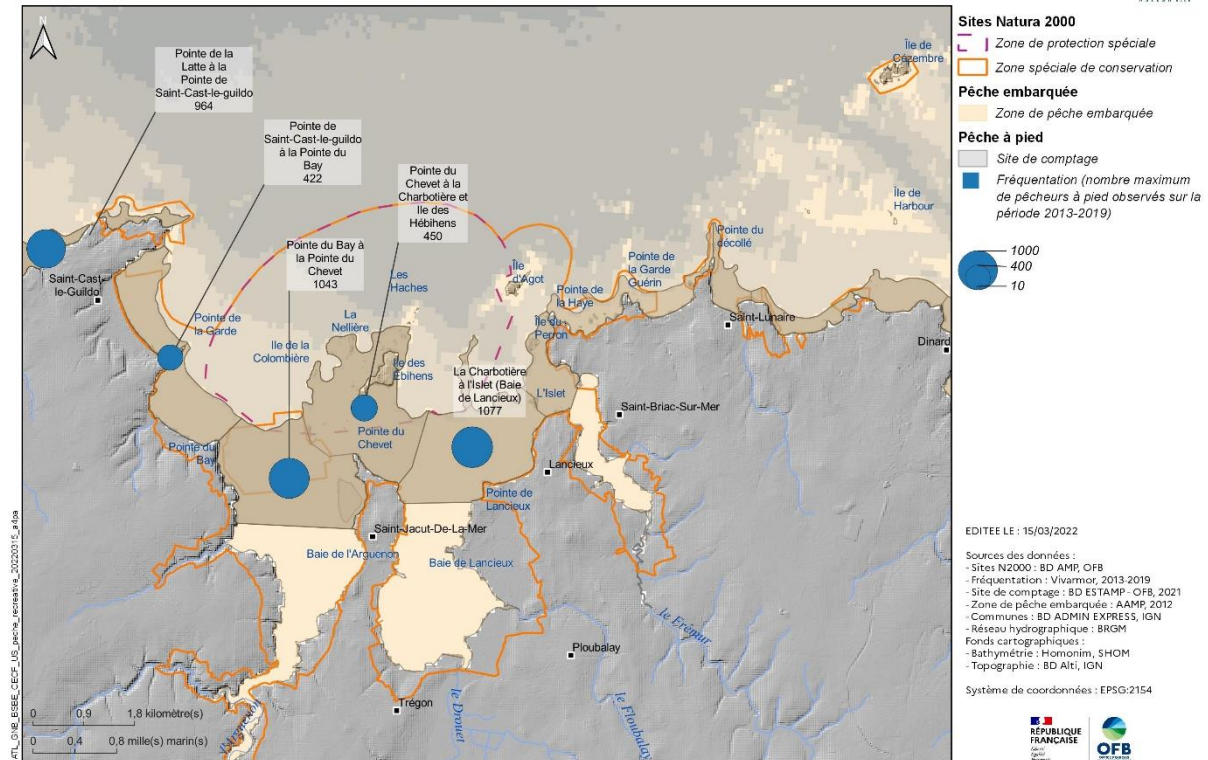 N
Pointe de la
Latte à la
Pointe de
Saint-Cast-le-guildo
964
Pointe de
Saint-Cast-le-guildo
à la Pointe du
Bay
422
Pointe du
Chevet à la
Charbotière et
Ile des
Hébihens
450
Pointe du Bay à
la Pointe du
Chevet
1043
La Charbotière
à l'Islet (Baie
de Lancieux)
1077
Île de
Cézembre
Île de
Harbour
Pointe du
décollé
Pointe de
la Garde
Guérin
Pointe de
la Haye
Île
d'Agot
Île du
Perron
Les
Haches
La
Nellière
Saint-Cast-
le-Guildo
Pointe de
la Garde
Ile de la
Colombière
Île des
Ebihens
Saint-Lunaire
Dinard
L'Islet
Saint-Briac-Sur-Mer
Pointe du
Bay
Pointe du
Chevet
Lancieux
Pointe de
Lancieux
Saint-Jacut-De-La-Mer
Baie de l'Arguenon
Baie de Lancieux
le Frémur
Ploubalay
le Floubalay
Trégon
le Drouet
0 0,9 1,8 kilomètre(s)
0 0,4 0,8 mille(s) marin(s)
Sites Natura 2000
Zone de protection spéciale
Zone spéciale de conservation
Pêche embarquée
Zone de pêche embarquée
Pêche à pied
Site de comptage
Fréquentation (nombre maximum
de pêcheurs à pied observés sur la
période 2013-2019)
1000
400
10
EDITEE LE : 15/03/2022
Sources des données :
- Sites N2000 : BD AMP, OFB
- Fréquentation : Vivarmor, 2013-2019
- Site de comptage : BD ESTAMP - OFB, 2021
- Zone de pêche embarquée : AAMP, 2012
- Communes : BD ADMIN EXPRESS, IGN
- Réseau hydrographique : BRGM
Fonds cartographiques :
- Bathymétrie : Homonim, SHOM
- Topographie : BD Alti, IGN
Système de coordonnées : EPSG:2154
RÉPUBLIQUE
FRANÇAISE
Liberté
Égalité
Fraternité
OFB